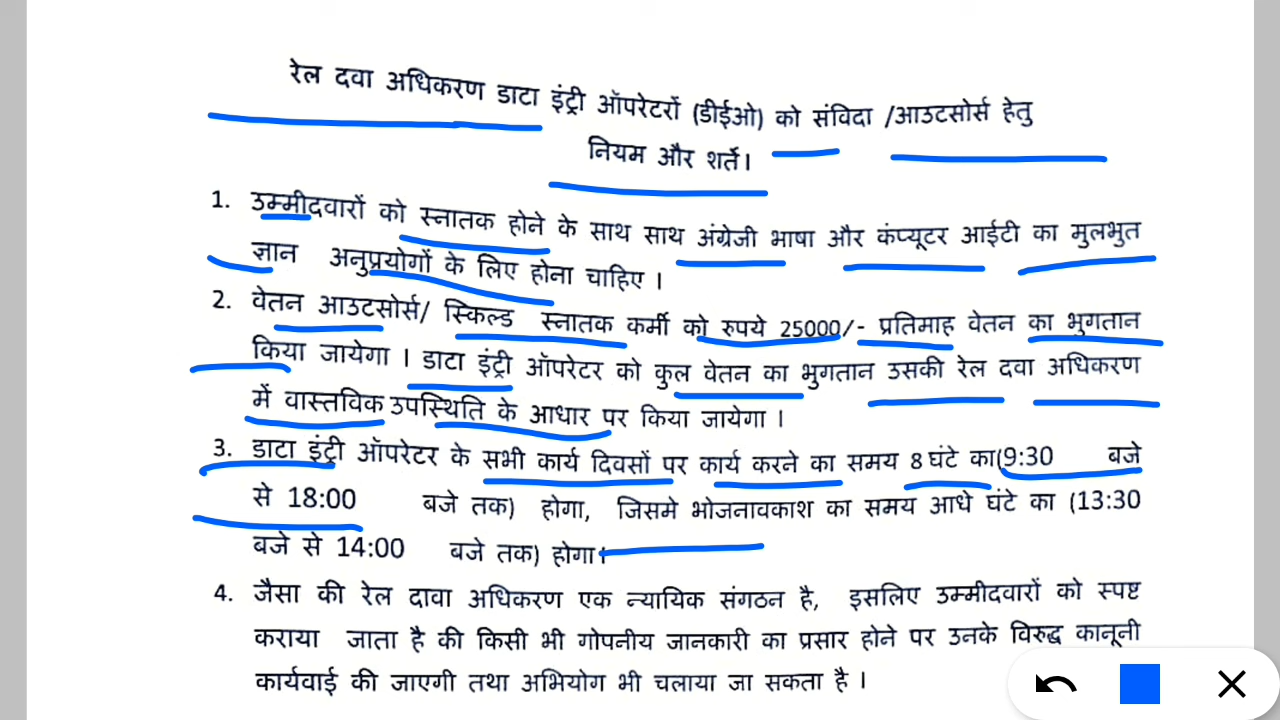 रेल दवा अधिकरण डाटा इंट्री ऑपरेटरों (डीईओ) को संविदा /आउटसोर्स हेतु
नियम और शर्ते।
1. उम्मीदवारों को स्नातक होने के साथ साथ अंग्रेजी भाषा और कंप्यूटर आईटी का मुलभुत
ज्ञान अनुप्रयोगों के लिए होना चाहिए ।
2. वेतन आउटसोर्स/ स्किल्ड स्नातक कर्मी को रुपये 25000/- प्रतिमाह वेतन का भुगतान
किया जायेगा । डाटा इंट्री ऑपरेटर को कुल वेतन का भुगतान उसकी रेल दवा अधिकरण
में वास्तविक उपस्थिति के आधार पर किया जायेगा ।
3. डाटा इंट्री ऑपरेटर के सभी कार्य दिवसों पर कार्य करने का समय 8 घंटे का(9:30 बजे
से 18:00 बजे तक) होगा, जिसमे भोजनावकाश का समय आधे घंटे का (13:30
बजे से 14:00 बजे तक) होगा।
4. जैसा की रेल दावा अधिकरण एक न्यायिक संगठन है, इसलिए उम्मीदवारों को स्पष्ट
कराया जाता है की किसी भी गोपनीय जानकारी का प्रसार होने पर उनके विरुद्ध कानूनी
कार्यवाई की जाएगी तथा अभियोग भी चलाया जा सकता है ।